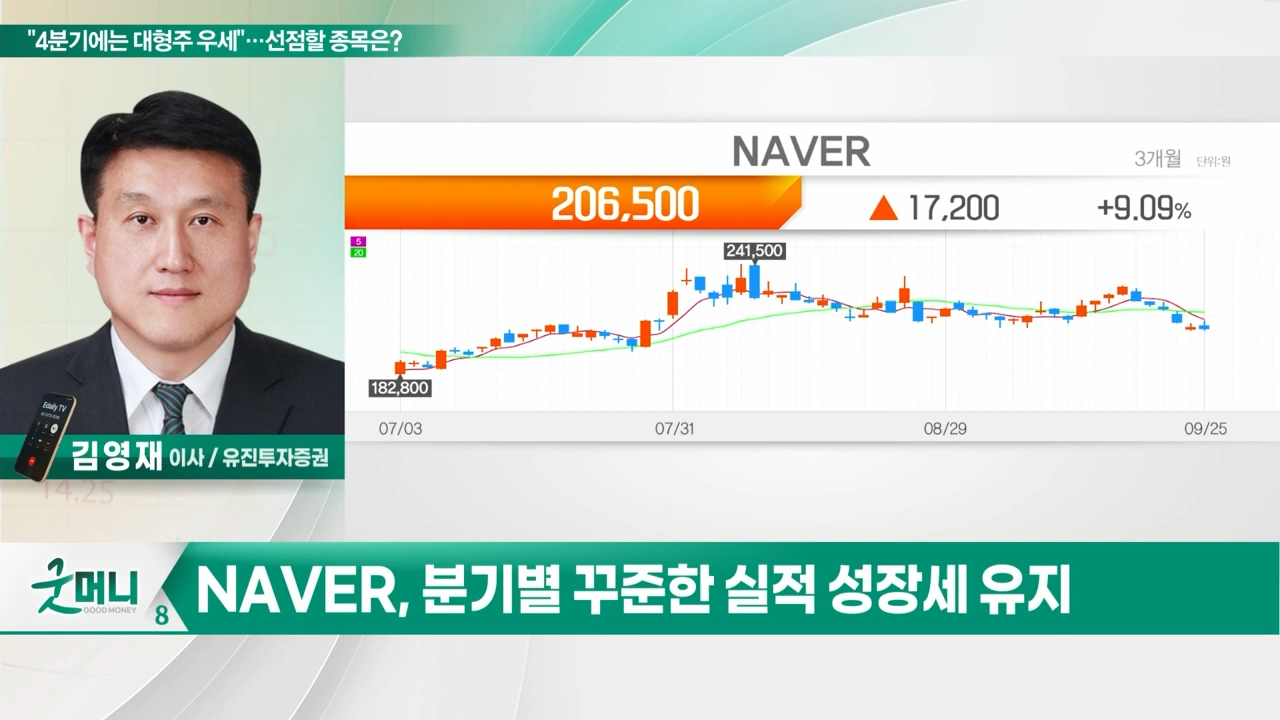 "4분기에는 대형주 우세"…선점할 종목은?
NAVER
3개월 단위:원
206,500 ▲ 17,200 +9.09%
5
20
241,500
182,800
07/03 07/31 08/29 09/25
Edaily TV
김영재 이사 / 유진투자증권
14.25
굿머니
GOOD MONEY
8
NAVER, 분기별 꾸준한 실적 성장세 유지